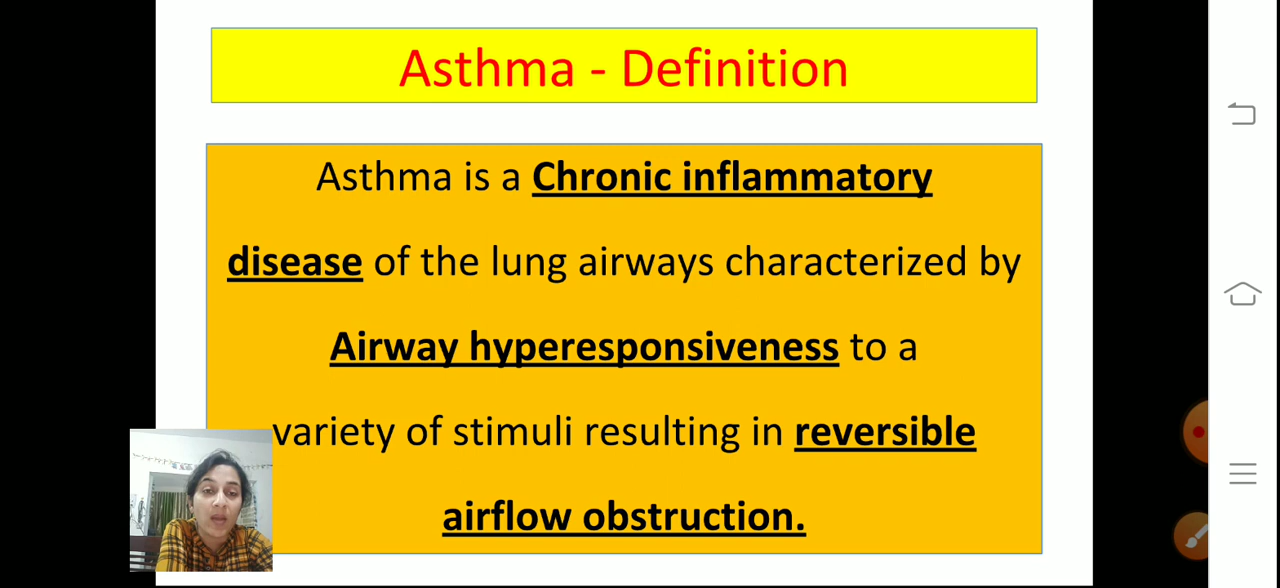 Asthma - Definition
Asthma is a Chronic inflammatory
disease of the lung airways characterized by
Airway hyperesponsiveness to a
variety of stimuli resulting in reversible
airflow obstruction.